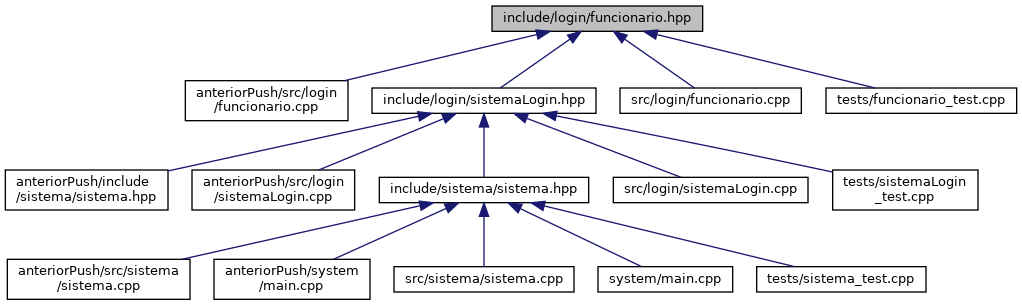 include/login/funcionario.hpp
anteriorPush/src/login
/funcionario.cpp
include/login/sistemaLogin.hpp
src/login/funcionario.cpp
tests/funcionario_test.cpp
anteriorPush/include
/sistema/sistema.hpp
anteriorPush/src/login
/sistemaLogin.cpp
include/sistema/sistema.hpp
src/login/sistemaLogin.cpp
tests/sistemaLogin
_test.cpp
anteriorPush/src/sistema
/sistema.cpp
anteriorPush/system
/main.cpp
src/sistema/sistema.cpp
system/main.cpp
tests/sistema_test.cpp